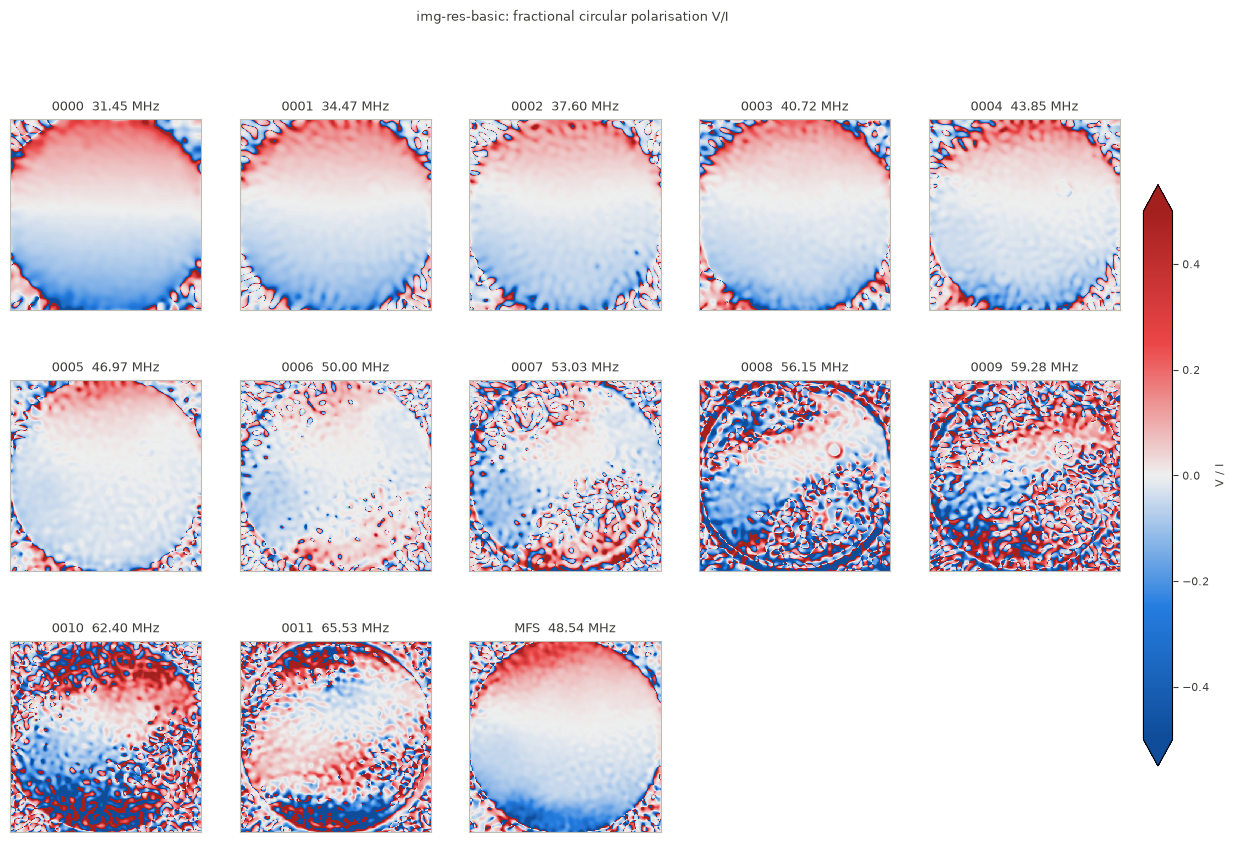 img-res-basic: fractional circular polarisation V/I
0000  31.45 MHz
0001  34.47 MHz
0002  37.60 MHz
0003  40.72 MHz
0004  43.85 MHz
0005  46.97 MHz
0006  50.00 MHz
0007  53.03 MHz
0008  56.15 MHz
0009  59.28 MHz
0010  62.40 MHz
0011  65.53 MHz
MFS  48.54 MHz
0.4
0.2
0.0
−0.2
−0.4
V / I